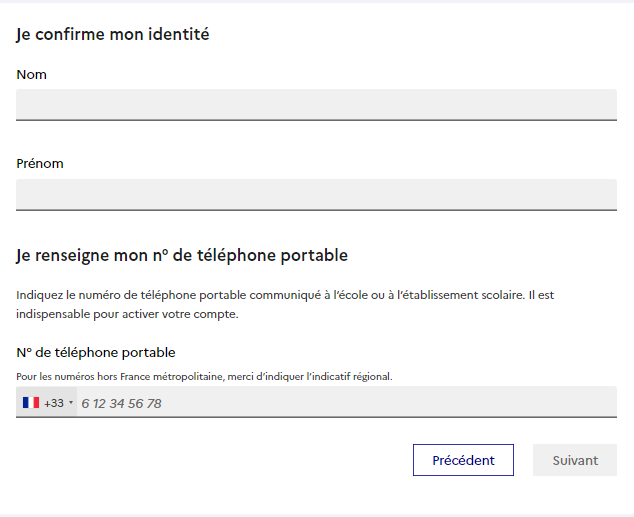 Je confirme mon identité
Nom
Prénom
Je renseigne mon n° de téléphone portable
Indiquez le numéro de téléphone portable communiqué à l'école ou à l'établissement scolaire. Il est
indispensable pour activer votre compte.
N° de téléphone portable
Pour les numéros hors France métropolitaine, merci d'indiquer l'indicatif régional.
+33 6 12 34 56 78
Précédent Suivant